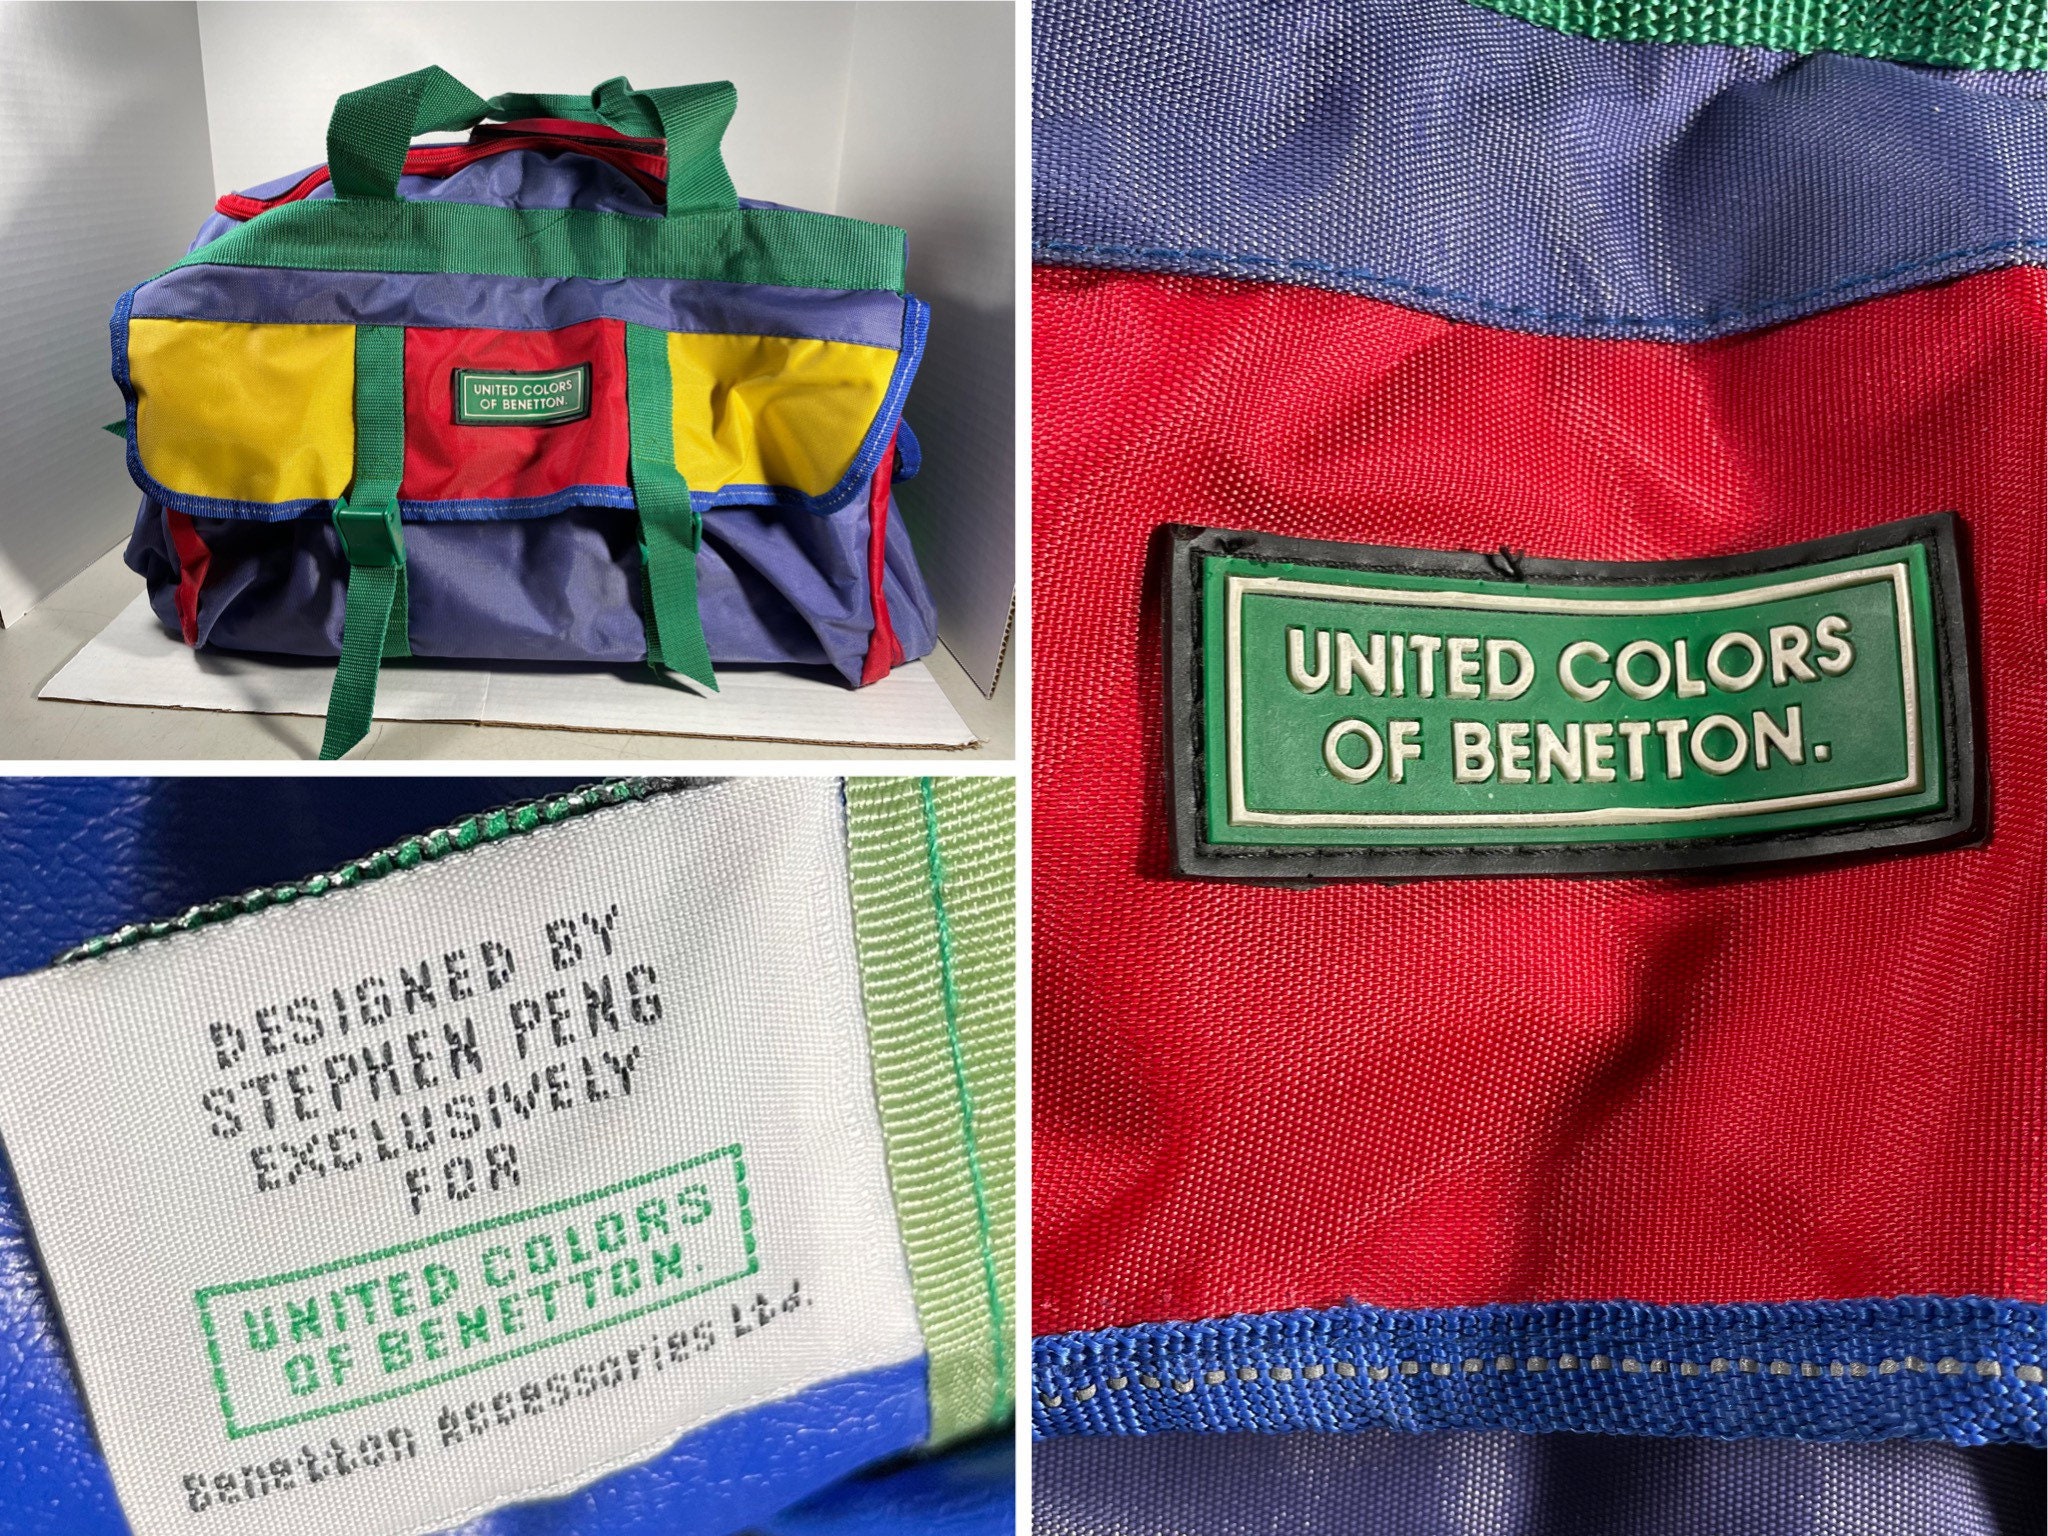 UNITED COLORS
OF BENETTON.
DESIGNED BY
STEPHEN PENG
EXCLUSIVELY
FOR
UNITED COLORS
OF BENETTON.
Benetton Accessories Ltd.
UNITED COLORS
OF BENETTON.